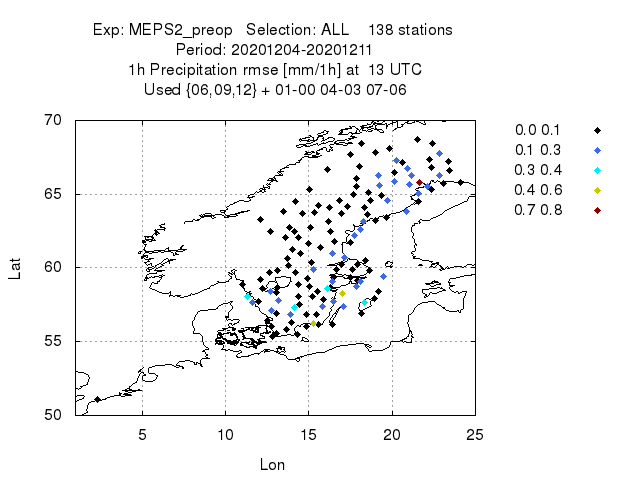 Exp: MEPS2_preop   Selection: ALL    138 stations
Period: 20201204-20201211
1h Precipitation rmse [mm/1h] at  13 UTC
Used {06,09,12} + 01-00 04-03 07-06
70
65
60
55
50
Lat
5
10
15
20
25
Lon
0.0 0.1
0.1 0.3
0.3 0.4
0.4 0.6
0.7 0.8